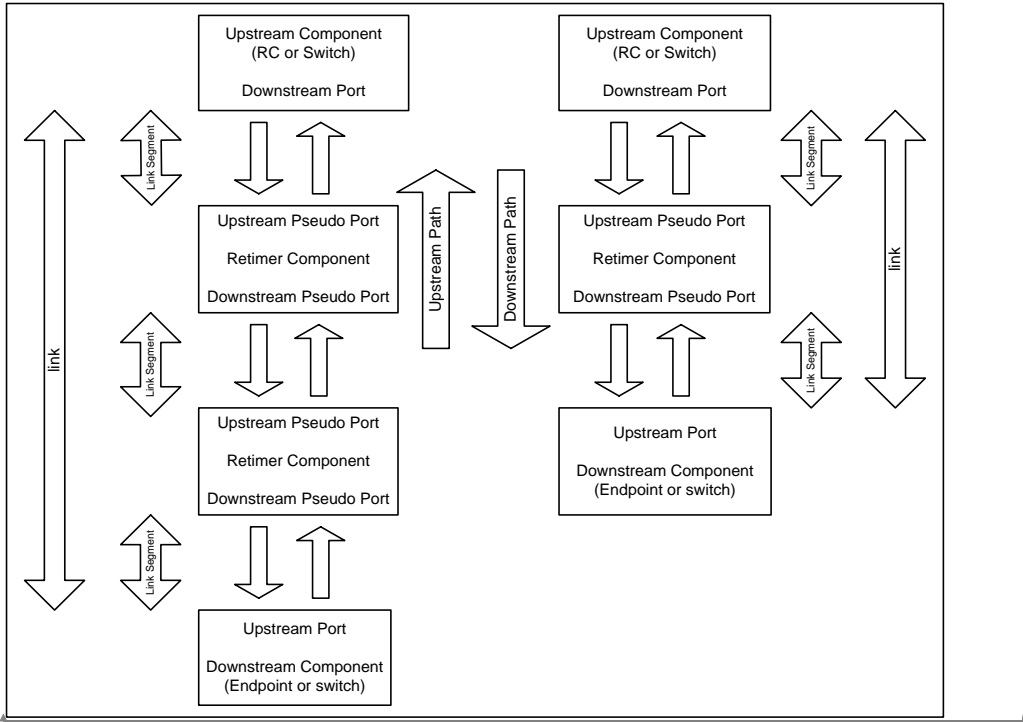 Upstream Component
(RC or Switch)
Downstream Port
Upstream Component
(RC or Switch)
Downstream Port
link
Link Segment
Link Segment
link
Upstream Pseudo Port
Retimer Component
Downstream Pseudo Port
Upstream Path
Downstream Path
Upstream Pseudo Port
Retimer Component
Downstream Pseudo Port
Link Segment
Link Segment
Upstream Pseudo Port
Retimer Component
Downstream Pseudo Port
Upstream Port
Downstream Component
(Endpoint or switch)
Link Segment
Upstream Port
Downstream Component
(Endpoint or switch)